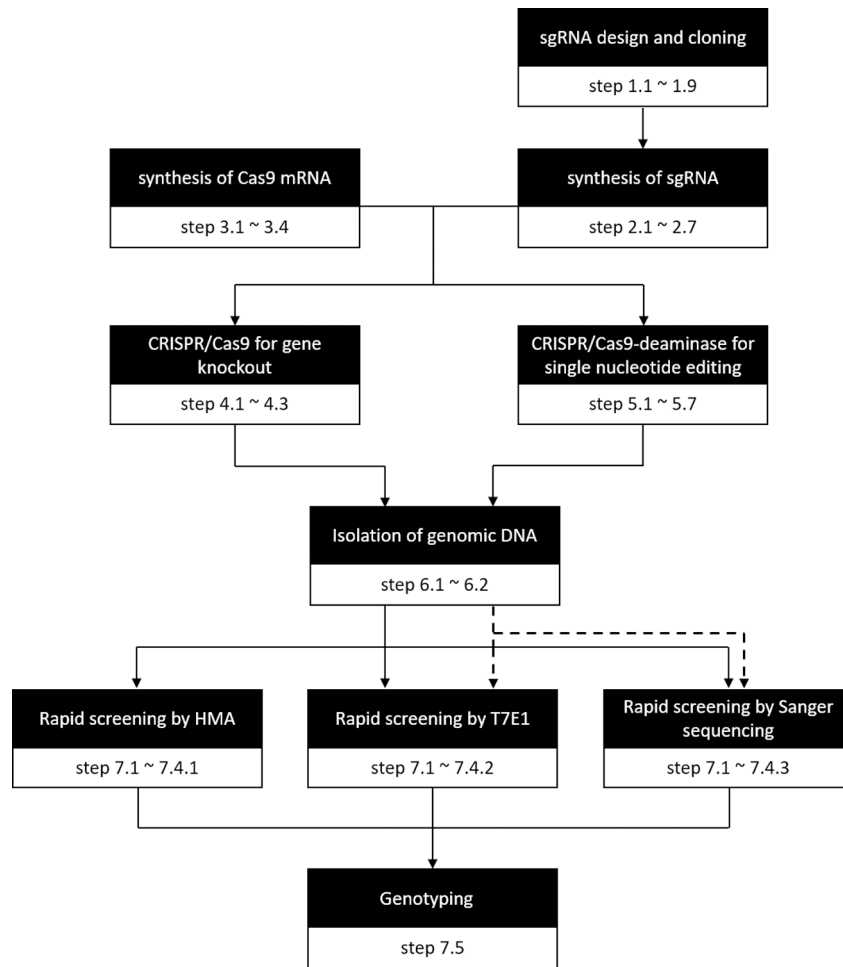 sgRNA design and cloning
step 1.1 ~ 1.9
synthesis of Cas9 mRNA
step 3.1 ~ 3.4
synthesis of sgRNA
step 2.1 ~ 2.7
CRISPR/Cas9 for gene
knockout
step 4.1 ~ 4.3
CRISPR/Cas9-deaminase for
single nucleotide editing
step 5.1 ~ 5.7
Isolation of genomic DNA
step 6.1 ~ 6.2
Rapid screening by HMA
step 7.1 ~ 7.4.1
Rapid screening by T7E1
step 7.1 ~ 7.4.2
Rapid screening by Sanger
sequencing
step 7.1 ~ 7.4.3
Genotyping
step 7.5